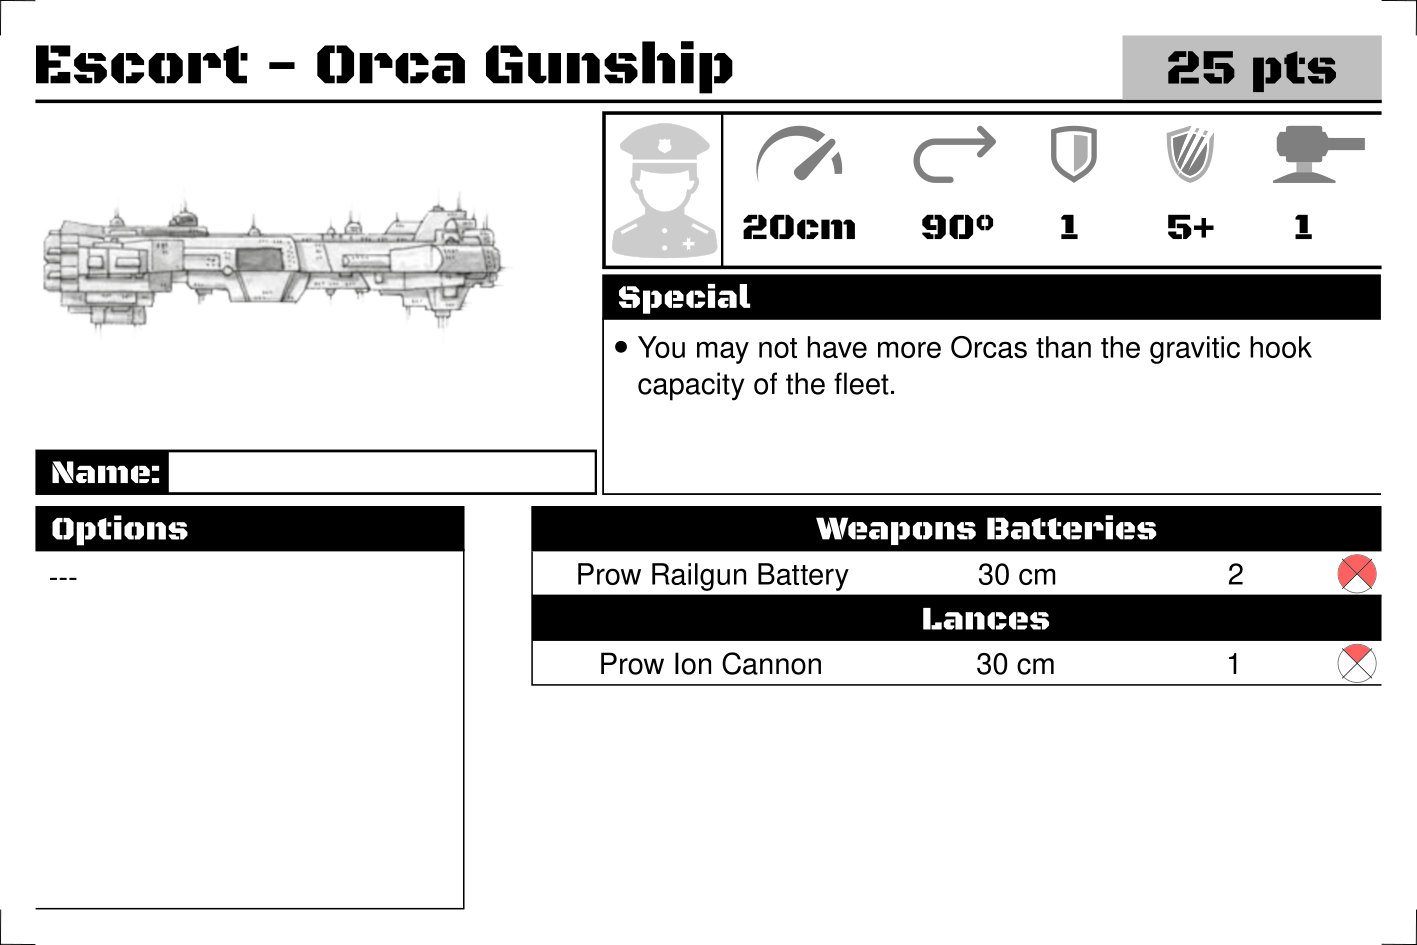 Escort - Orca Gunship
25 pts
20cm 90º 1 5+ 1
Special
• You may not have more Orcas than the gravitic hook
capacity of the fleet.
Name:
Options
---
Weapons Batteries
Prow Railgun Battery 30 cm 2
Lances
Prow Ion Cannon 30 cm 1